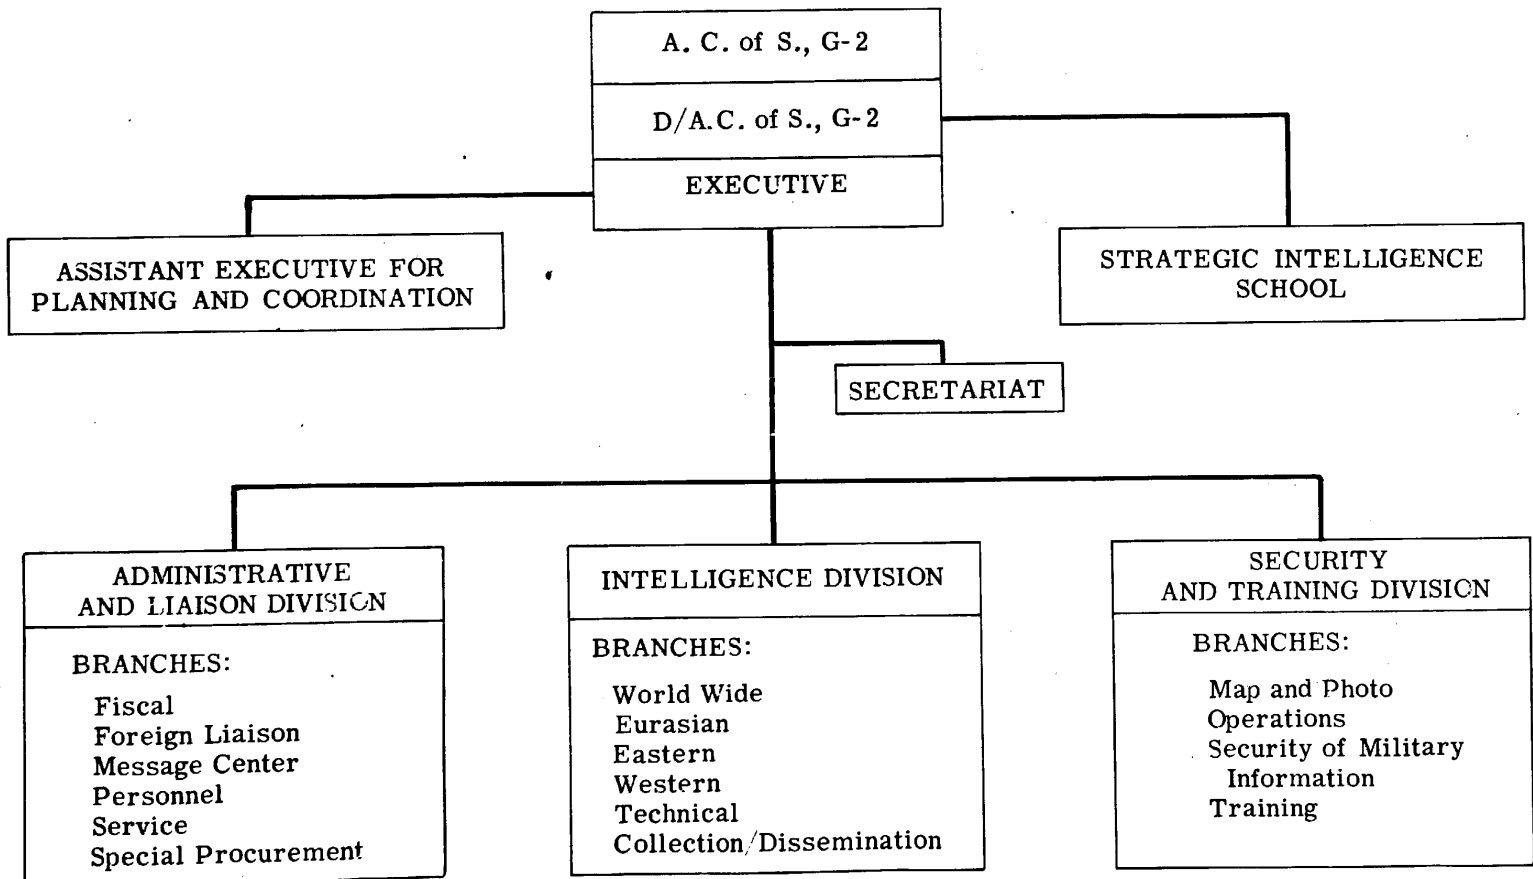 A. C. of S., G-2
D/A.C. of S., G-2
EXECUTIVE
ASSISTANT EXECUTIVE FOR
PLANNING AND COORDINATION
STRATEGIC INTELLIGENCE
SCHOOL
SECRETARIAT
ADMINISTRATIVE
AND LIAISON DIVISION
BRANCHES:
Fiscal
Foreign Liaison
Message Center
Personnel
Service
Special Procurement
INTELLIGENCE DIVISION
BRANCHES:
World Wide
Eurasian
Eastern
Western
Technical
Collection/Dissemination
SECURITY
AND TRAINING DIVISION
BRANCHES:
Map and Photo
Operations
Security of Military
Information
Training